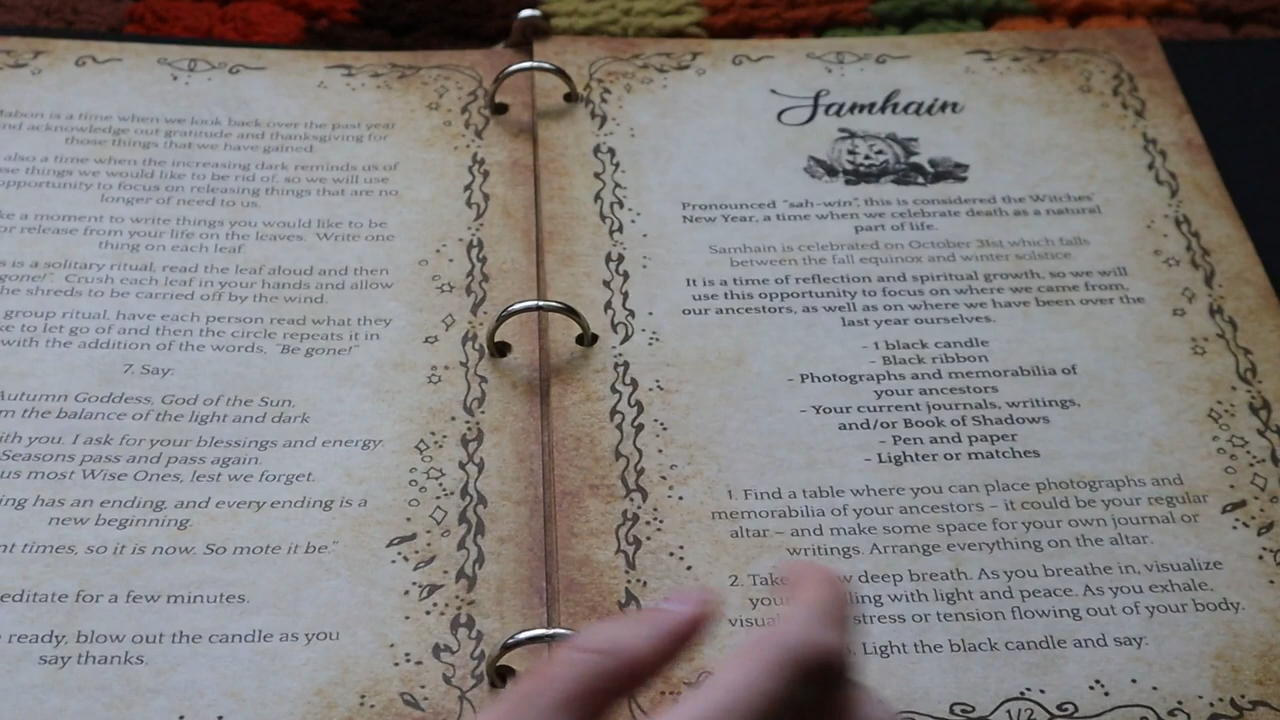 Mabon is a time when we look back over the past year
and acknowledge our gratitude and thanksgiving for
those things that we have gained.
also a time when the increasing dark reminds us of
things we would like to be rid of, so we will use
opportunity to focus on releasing things that are no
longer of need to us.
a moment to write things you would like to be
or release from your life on the leaves. Write one
thing on each leaf.
is a solitary ritual, read the leaf aloud and then
gone!". Crush each leaf in your hands and allow
the shreds to be carried off by the wind.
group ritual, have each person read what they
to let go of and then the circle repeats it in
with the addition of the words, "Be gone!"
7. Say:
Autumn Goddess, God of the Sun,
the balance of the light and dark
with you. I ask for your blessings and energy.
Seasons pass and pass again.
us most Wise Ones, lest we forget.
has an ending, and every ending is a
new beginning.
times, so it is now. So mote it be."
meditate for a few minutes.
ready, blow out the candle as you
say thanks.
Samhain
Pronounced "sah-win", this is considered the Witches'
New Year, a time when we celebrate death as a natural
part of life.
Samhain is celebrated on October 31st which falls
between the fall equinox and winter solstice.
It is a time of reflection and spiritual growth, so we will
use this opportunity to focus on where we came from,
our ancestors, as well as on where we have been over the
last year ourselves.
- 1 black candle
- Black ribbon
- Photographs and memorabilia of
your ancestors
- Your current journals, writings,
and/or Book of Shadows
- Pen and paper
- Lighter or matches
1. Find a table where you can place photographs and
memorabilia of your ancestors – it could be your regular
altar – and make some space for your own journal or
writings. Arrange everything on the altar.
2. Take deep breath. As you breathe in, visualize
with light and peace. As you exhale,
stress or tension flowing out of your body.
Light the black candle and say:
1/2